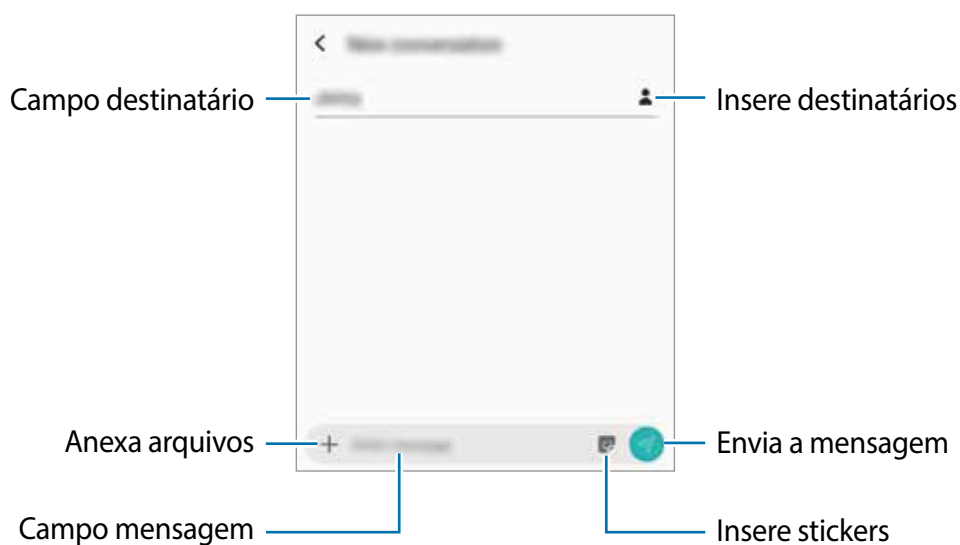 Campo destinatário
Insere destinatários
Anexa arquivos
Envia a mensagem
Campo mensagem
Insere stickers